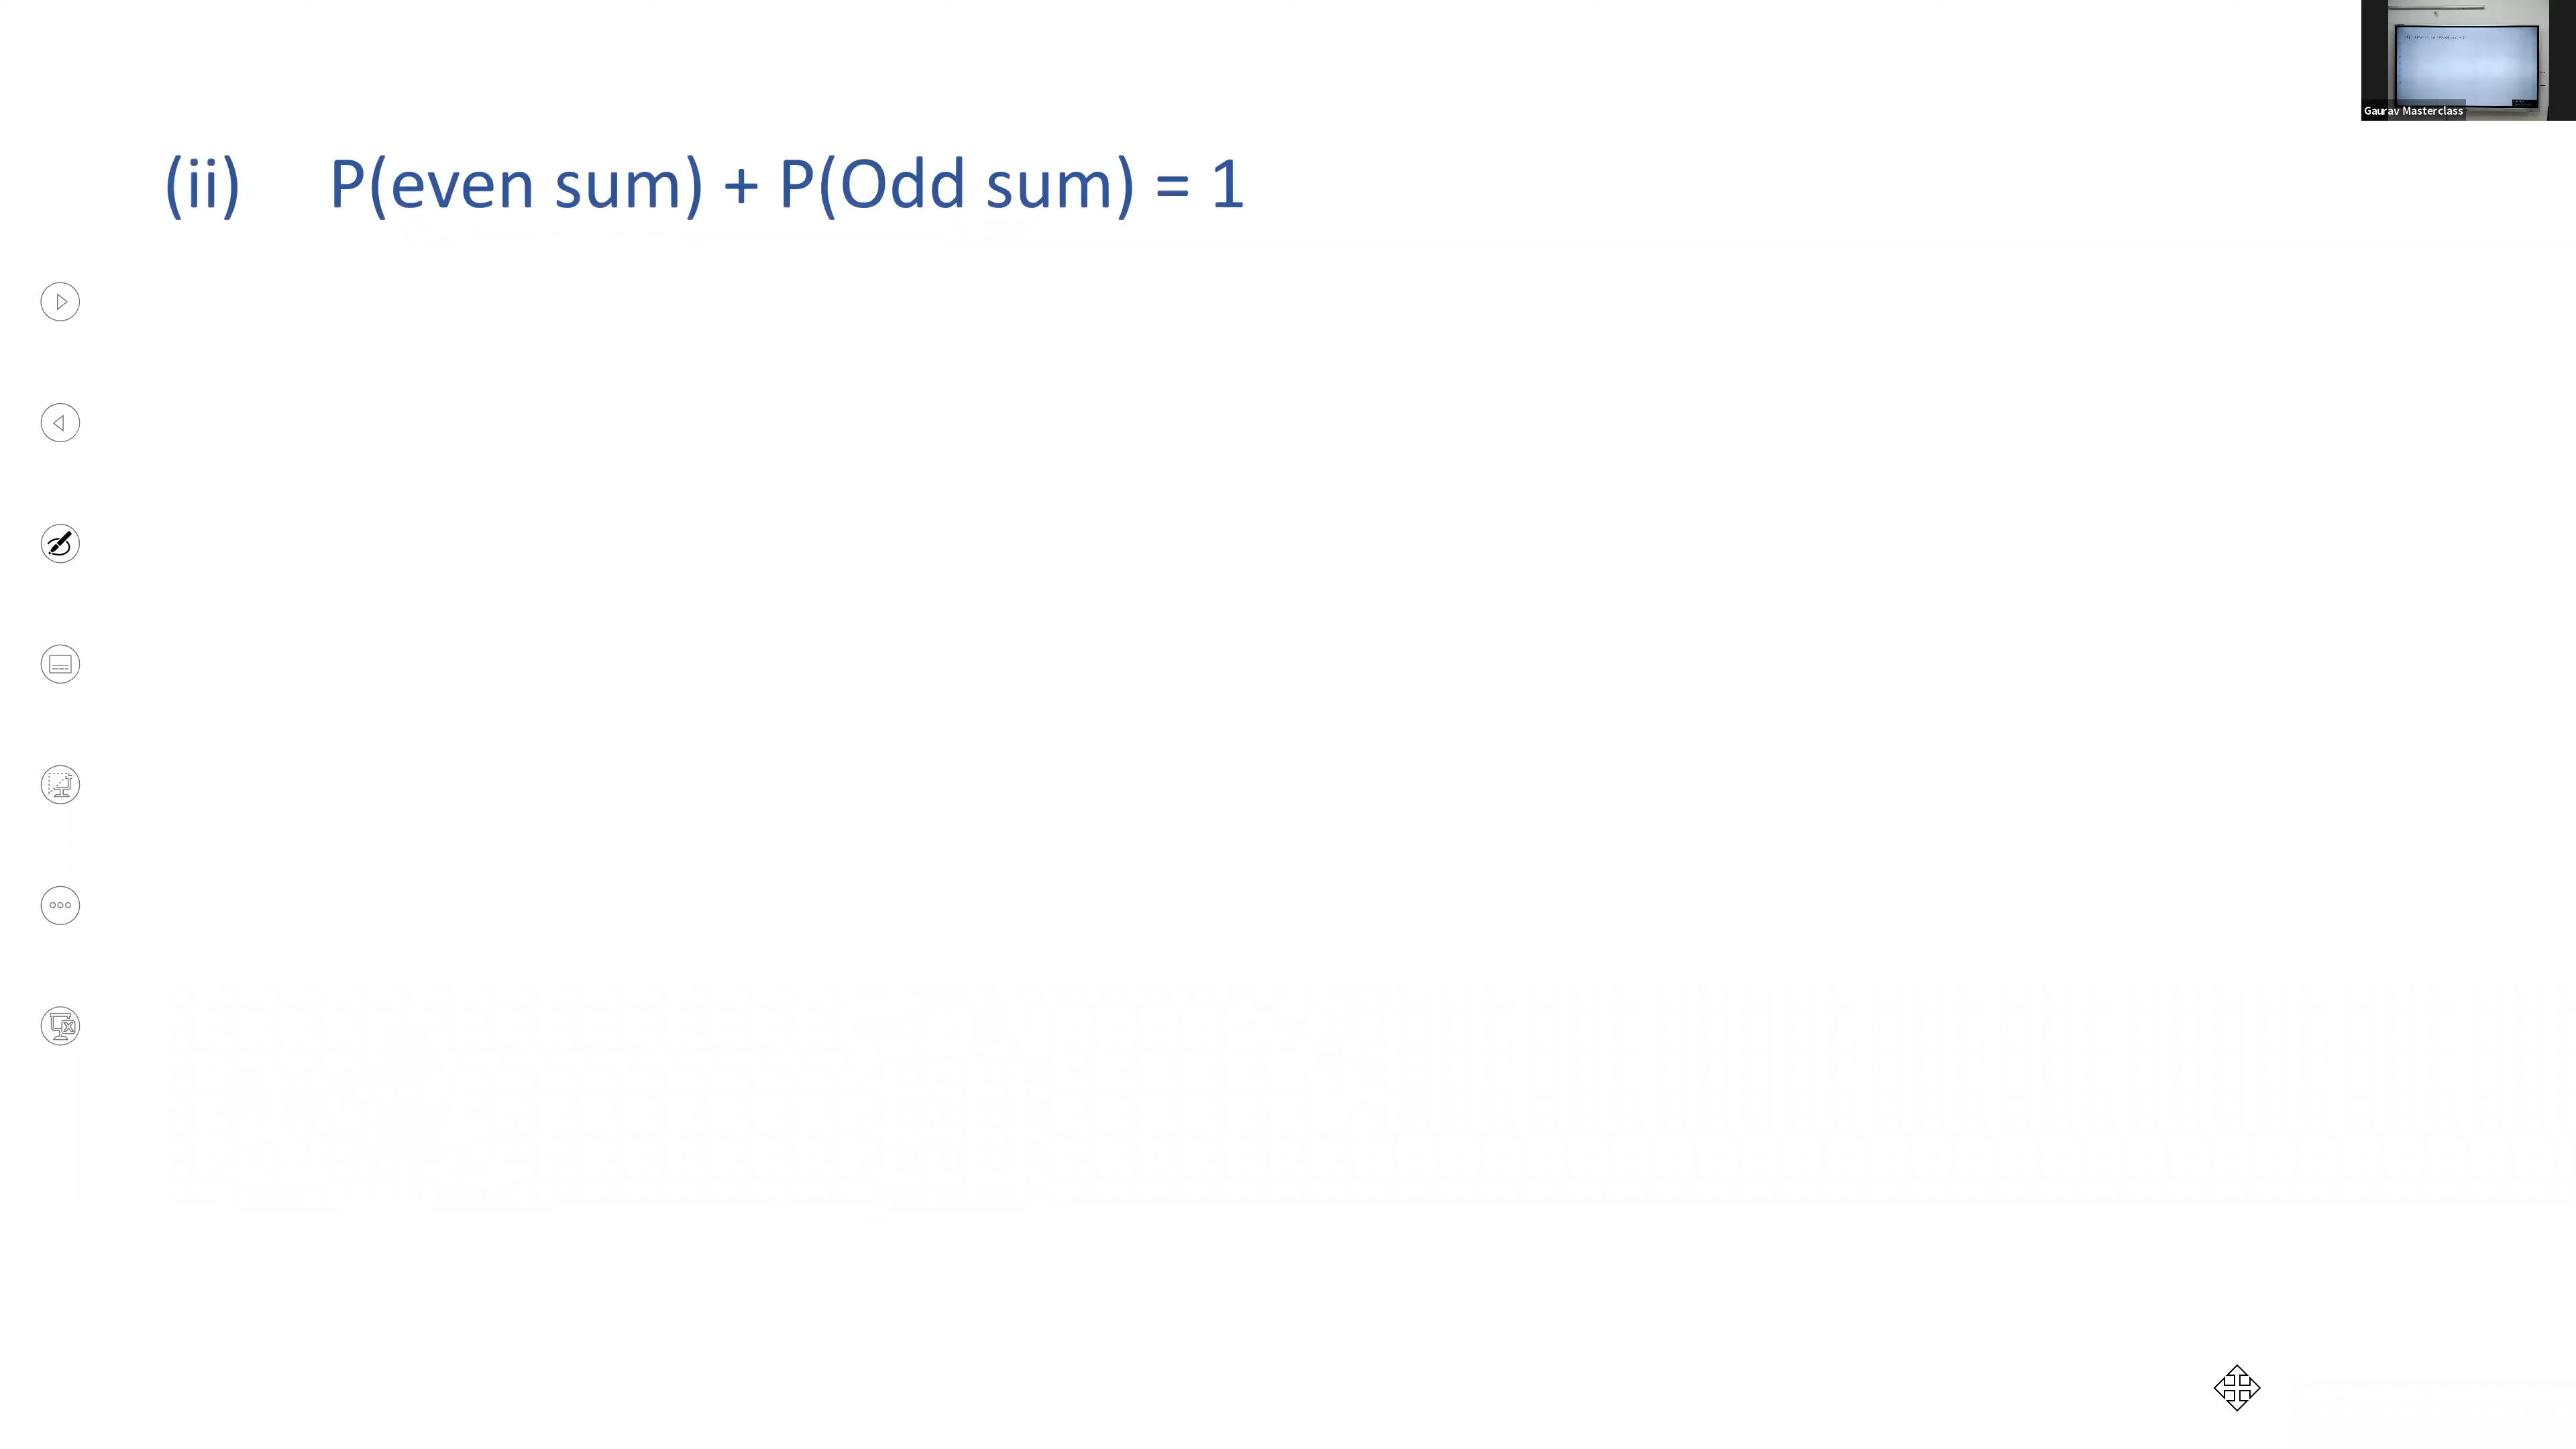 Gaurav Masterclass
(ii) P(even sum) + P(Odd sum) = 1